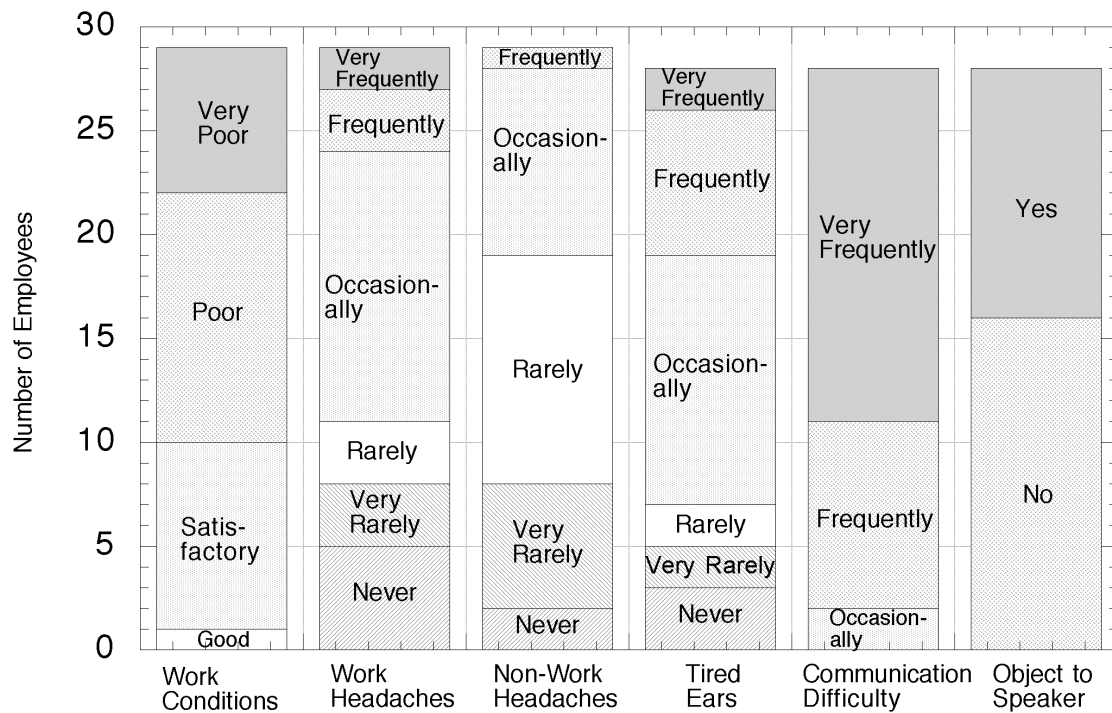 30
25
20
15
10
5
0
Number of Employees
Very
Poor
Poor
Satis-
factory
Good
Work
Conditions
Very
Frequently
Frequently
Occasion-
ally
Rarely
Very
Rarely
Never
Work
Headaches
Frequently
Occasion-
ally
Rarely
Very
Rarely
Never
Non-Work
Headaches
Very
Frequently
Frequently
Occasion-
ally
Rarely
Very Rarely
Never
Tired
Ears
Very
Frequently
Frequently
Occasion-
ally
Communication
Difficulty
Yes
No
Object to
Speaker